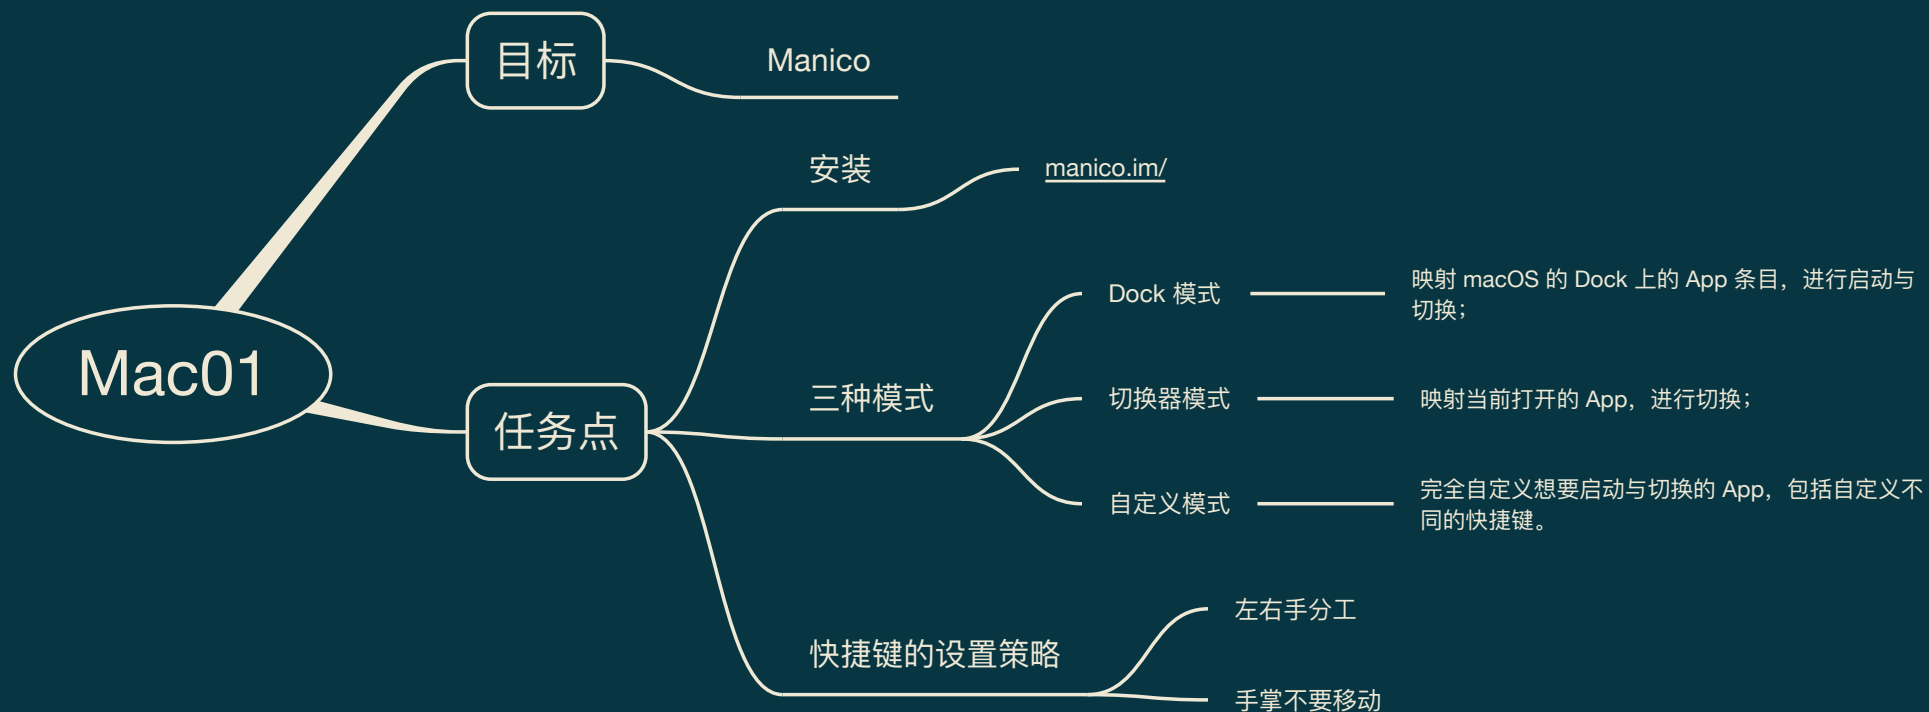 目标
Manico
安装
manico.im/
Mac01
任务点
三种模式
Dock 模式
映射 macOS 的 Dock 上的 App 条目，进行启动与
切换；
切换器模式
映射当前打开的 App，进行切换；
自定义模式
完全自定义想要启动与切换的 App，包括自定义不
同的快捷键。
快捷键的设置策略
左右手分工
手掌不要移动